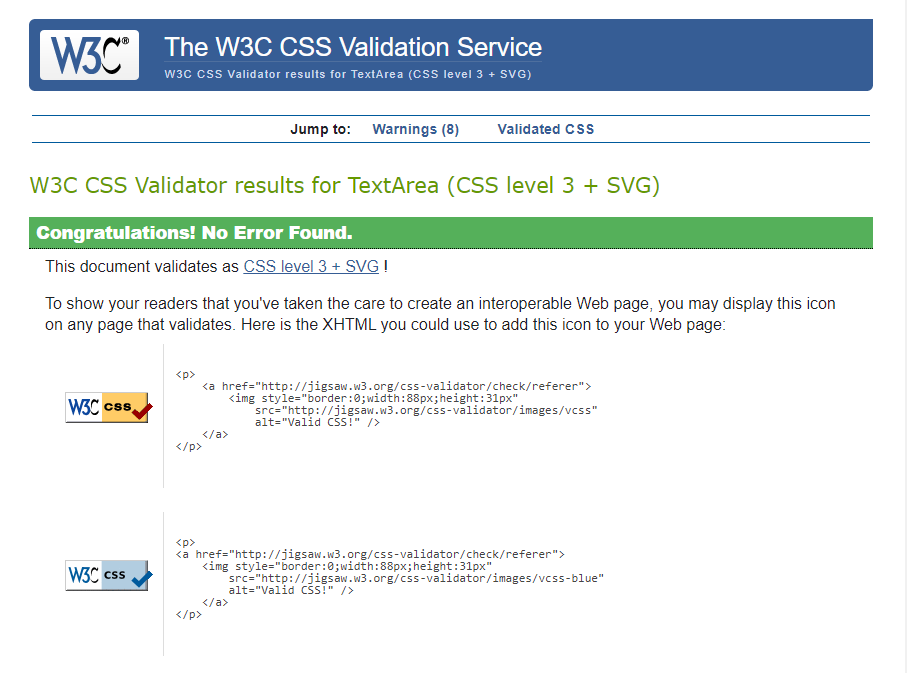 W3C®
The W3C CSS Validation Service
W3C CSS Validator results for TextArea (CSS level 3 + SVG)
Jump to: Warnings (8) Validated CSS
W3C CSS Validator results for TextArea (CSS level 3 + SVG)
Congratulations! No Error Found.
This document validates as CSS level 3 + SVG !
To show your readers that you've taken the care to create an interoperable Web page, you may display this icon
on any page that validates. Here is the XHTML you could use to add this icon to your Web page:
W3C css
<p>
    <a href="http://jigsaw.w3.org/css-validator/check/referer">
        <img style="border:0;width:88px;height:31px"
            src="http://jigsaw.w3.org/css-validator/images/vcss"
            alt="Valid CSS!" />
    </a>
</p>
W3C css
<p>
<a href="http://jigsaw.w3.org/css-validator/check/referer">
    <img style="border:0;width:88px;height:31px"
        src="http://jigsaw.w3.org/css-validator/images/vcss-blue"
        alt="Valid CSS!" />
    </a>
</p>